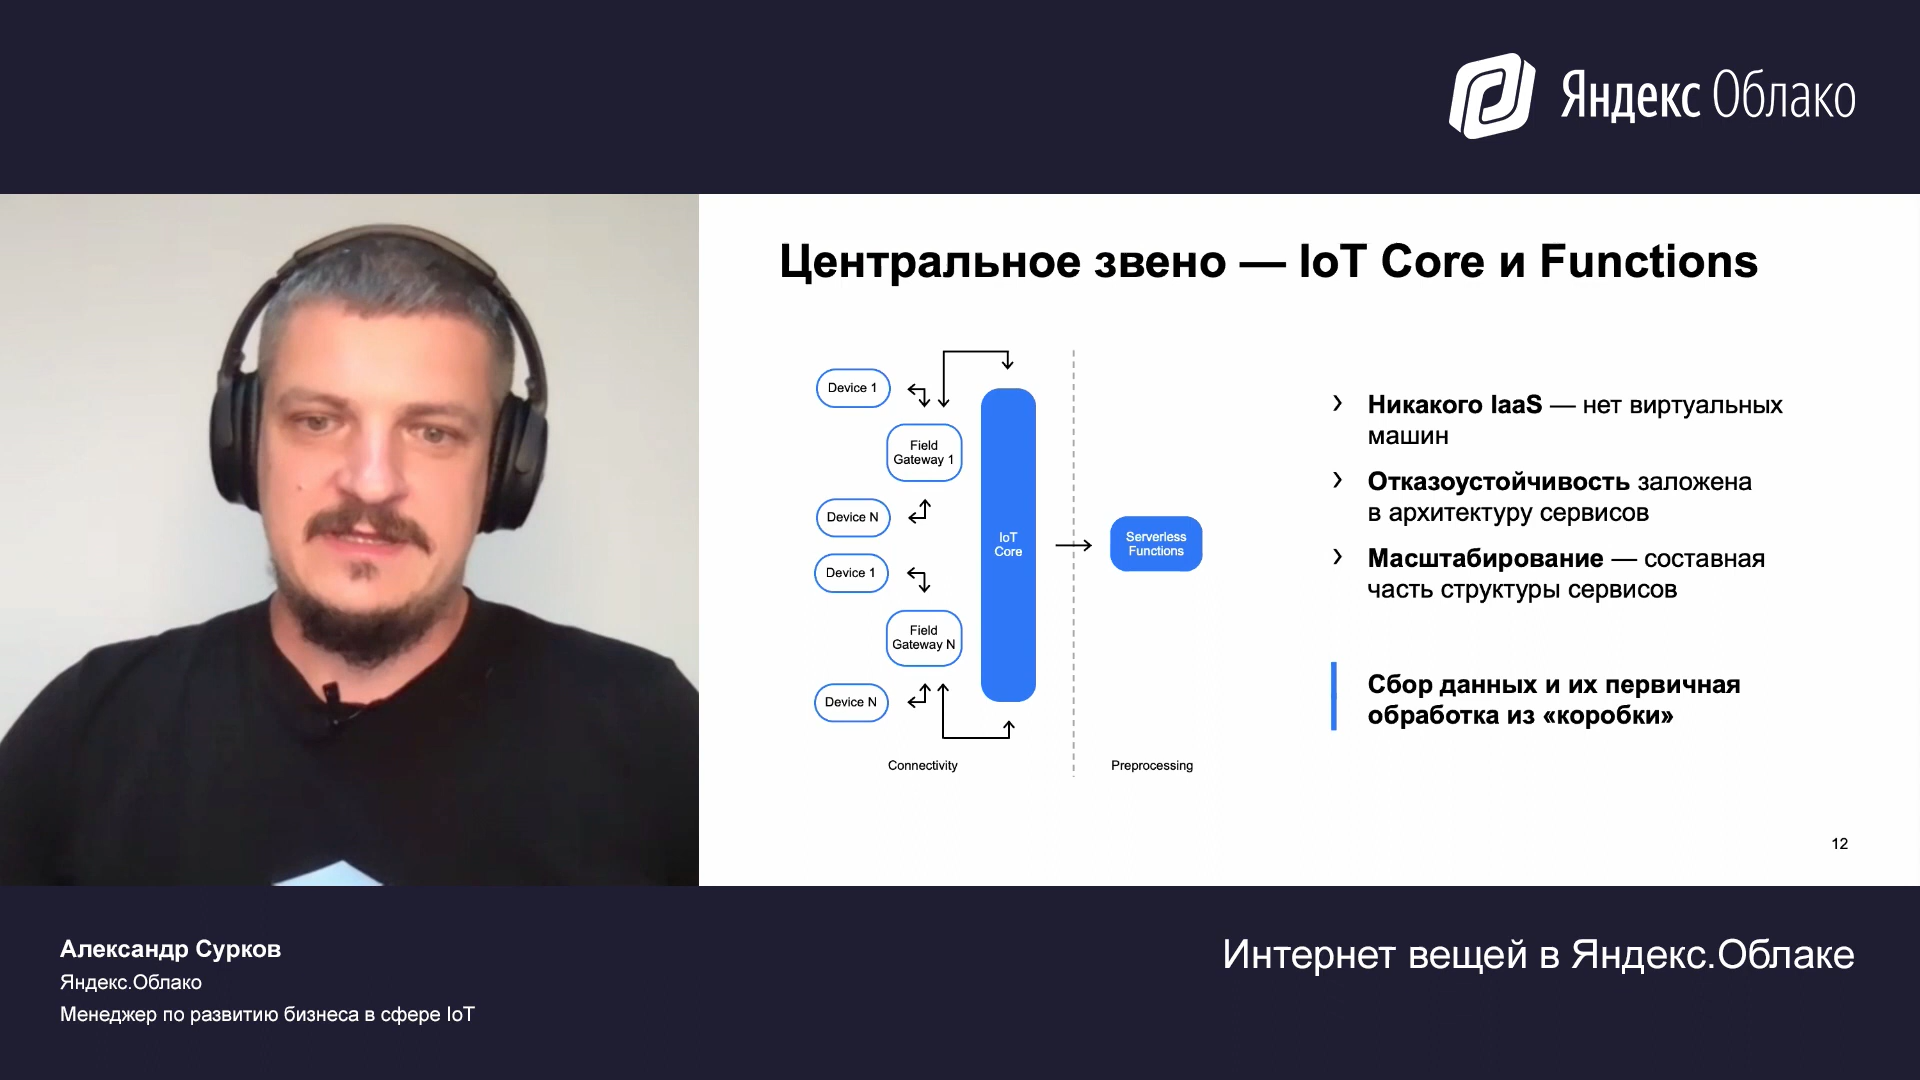 Яндекс Облако
Центральное звено — IoT Core и Functions
Device 1
Field
Gateway 1
Device N
Device 1
Field
Gateway N
Device N
IoT
Core
Serverless
Functions
Connectivity
Preprocessing
› Никакого IaaS — нет виртуальных
машин
› Отказоустойчивость заложена
в архитектуру сервисов
› Масштабирование — составная
часть структуры сервисов
Сбор данных и их первичная
обработка из «коробки»
12
Александр Сурков
Яндекс.Облако
Менеджер по развитию бизнеса в сфере IoT
Интернет вещей в Яндекс.Облаке